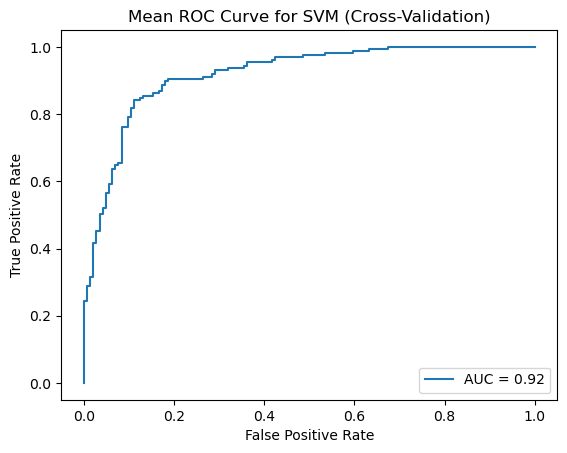 Mean ROC Curve for SVM (Cross-Validation)
True Positive Rate
1.0
0.8
0.6
0.4
0.2
0.0
AUC = 0.92
0.0 0.2 0.4 0.6 0.8 1.0
False Positive Rate